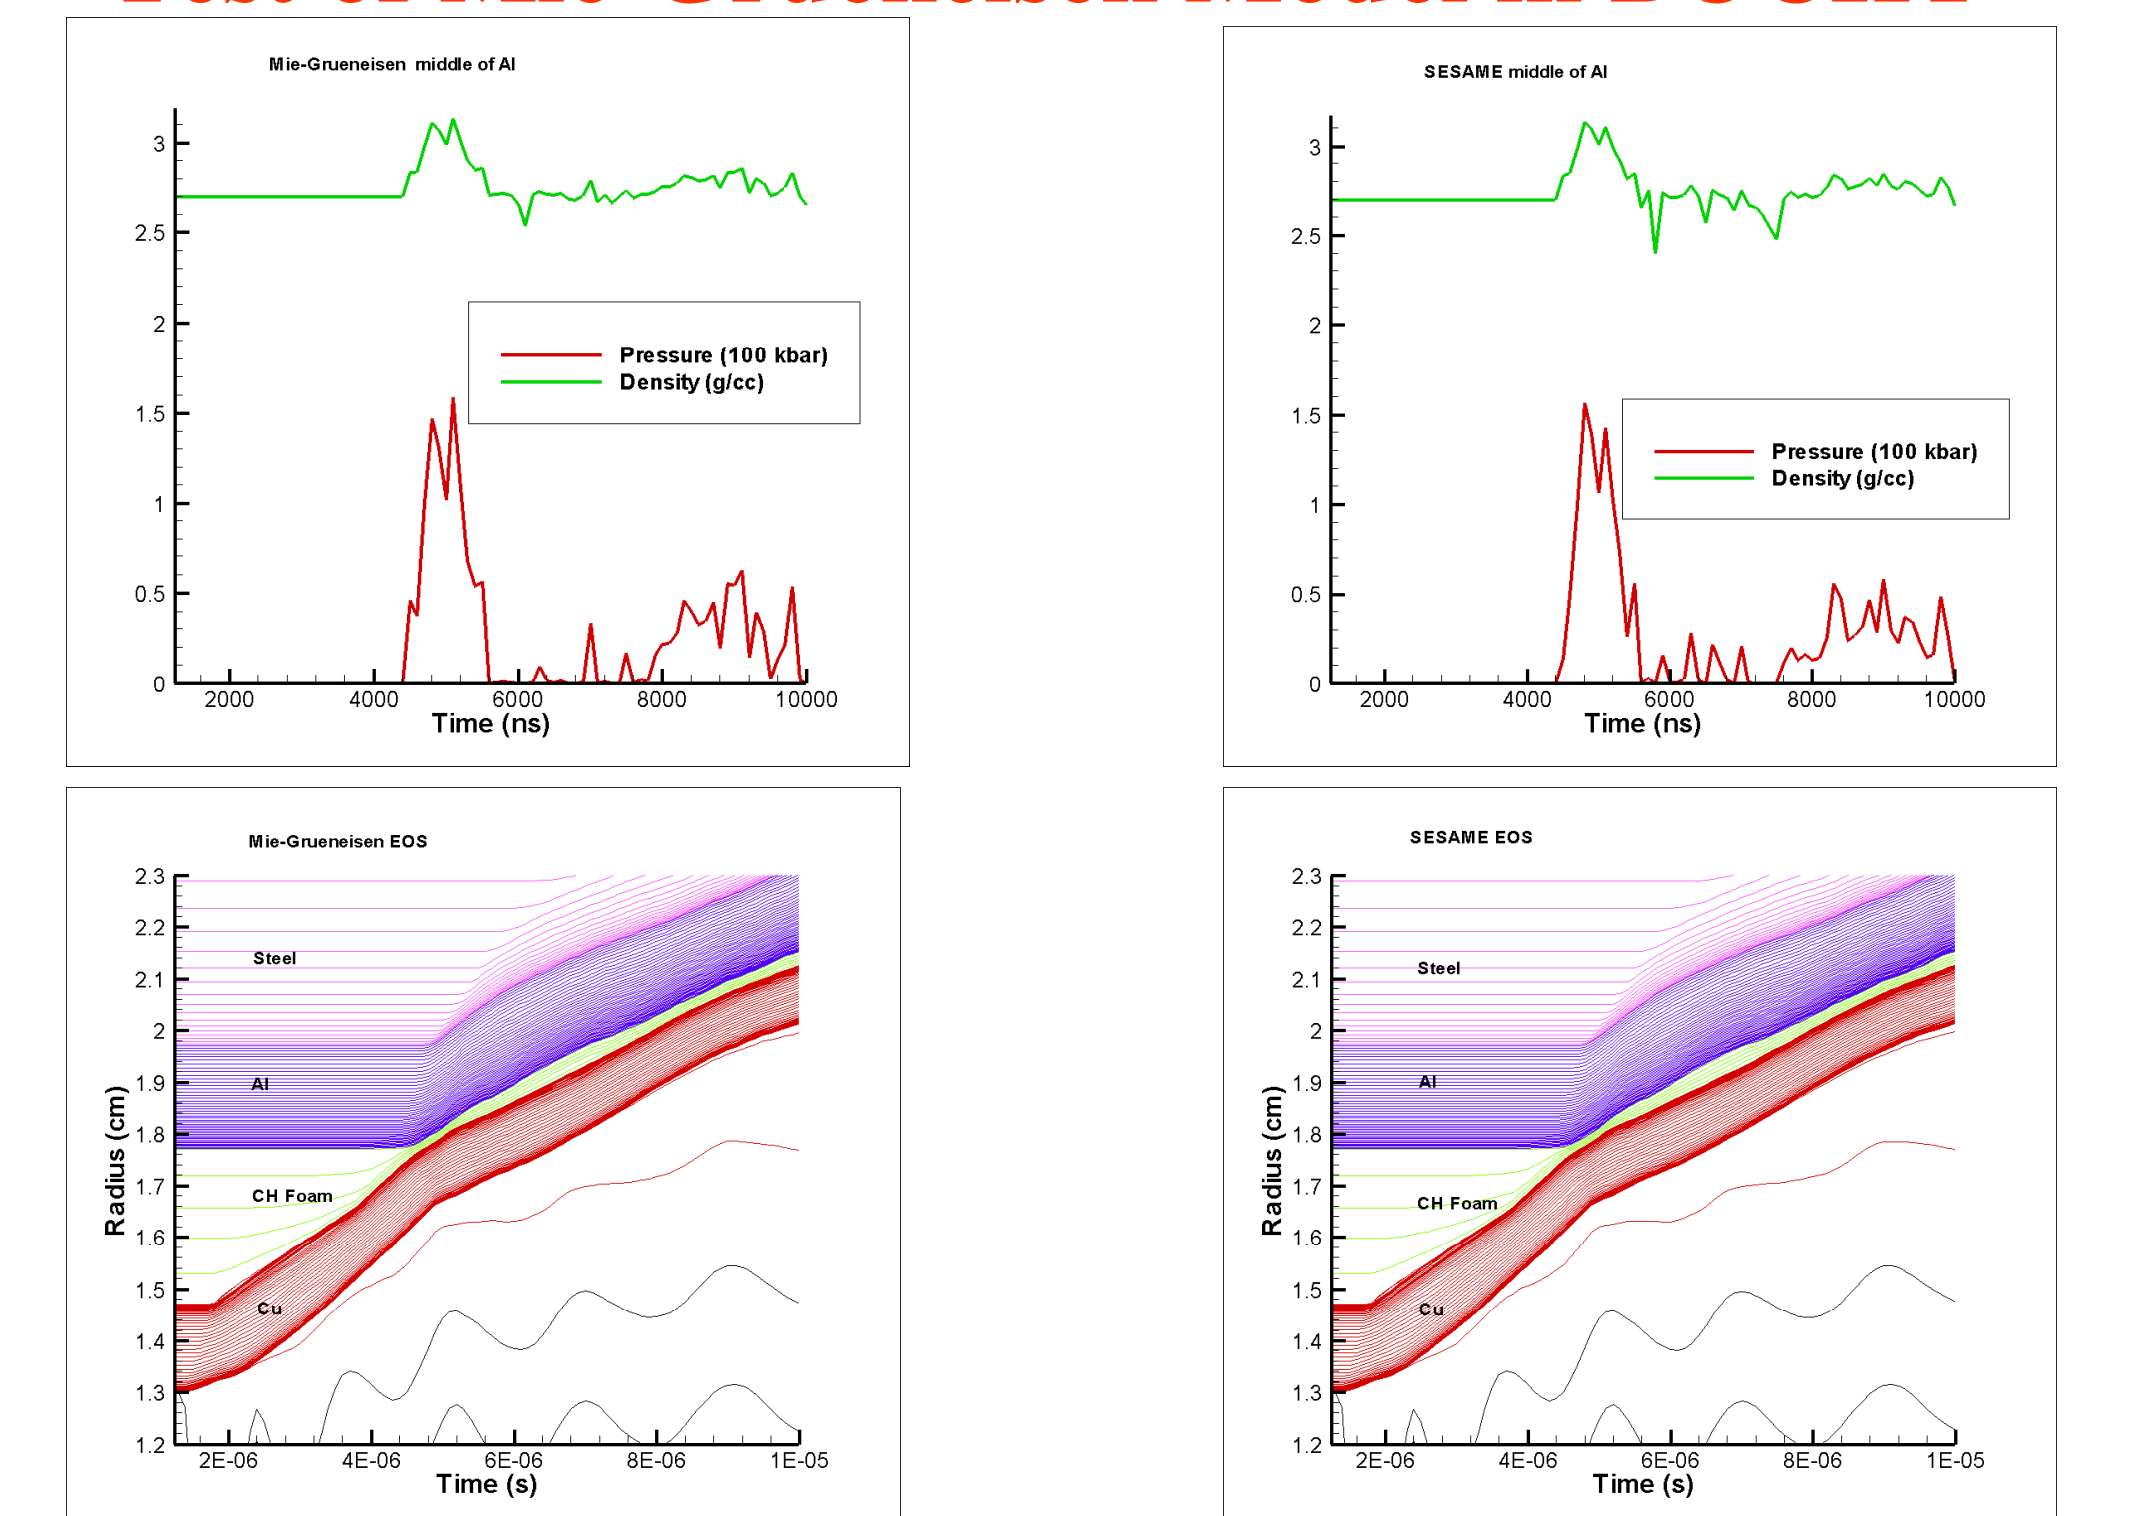 Mie-Grueneisen middle of Al
3
2.5
2
1.5
1
0.5
0
Pressure (100 kbar)
Density (g/cc)
2000 4000 6000 8000 10000
Time (ns)
SESAME middle of Al
3
2.5
2
1.5
1
0.5
0
Pressure (100 kbar)
Density (g/cc)
2000 4000 6000 8000 10000
Time (ns)
Mie-Grueneisen EOS
Radius (cm)
2.3
2.2
2.1
2
1.9
1.8
1.7
1.6
1.5
1.4
1.3
1.2
Steel
Al
CH Foam
Cu
2E-06 4E-06 6E-06 8E-06 1E-05
Time (s)
SESAME EOS
Radius (cm)
2.3
2.2
2.1
2
1.9
1.8
1.7
1.6
1.5
1.4
1.3
1.2
Steel
Al
CH Foam
Cu
2E-06 4E-06 6E-06 8E-06 1E-05
Time (s)